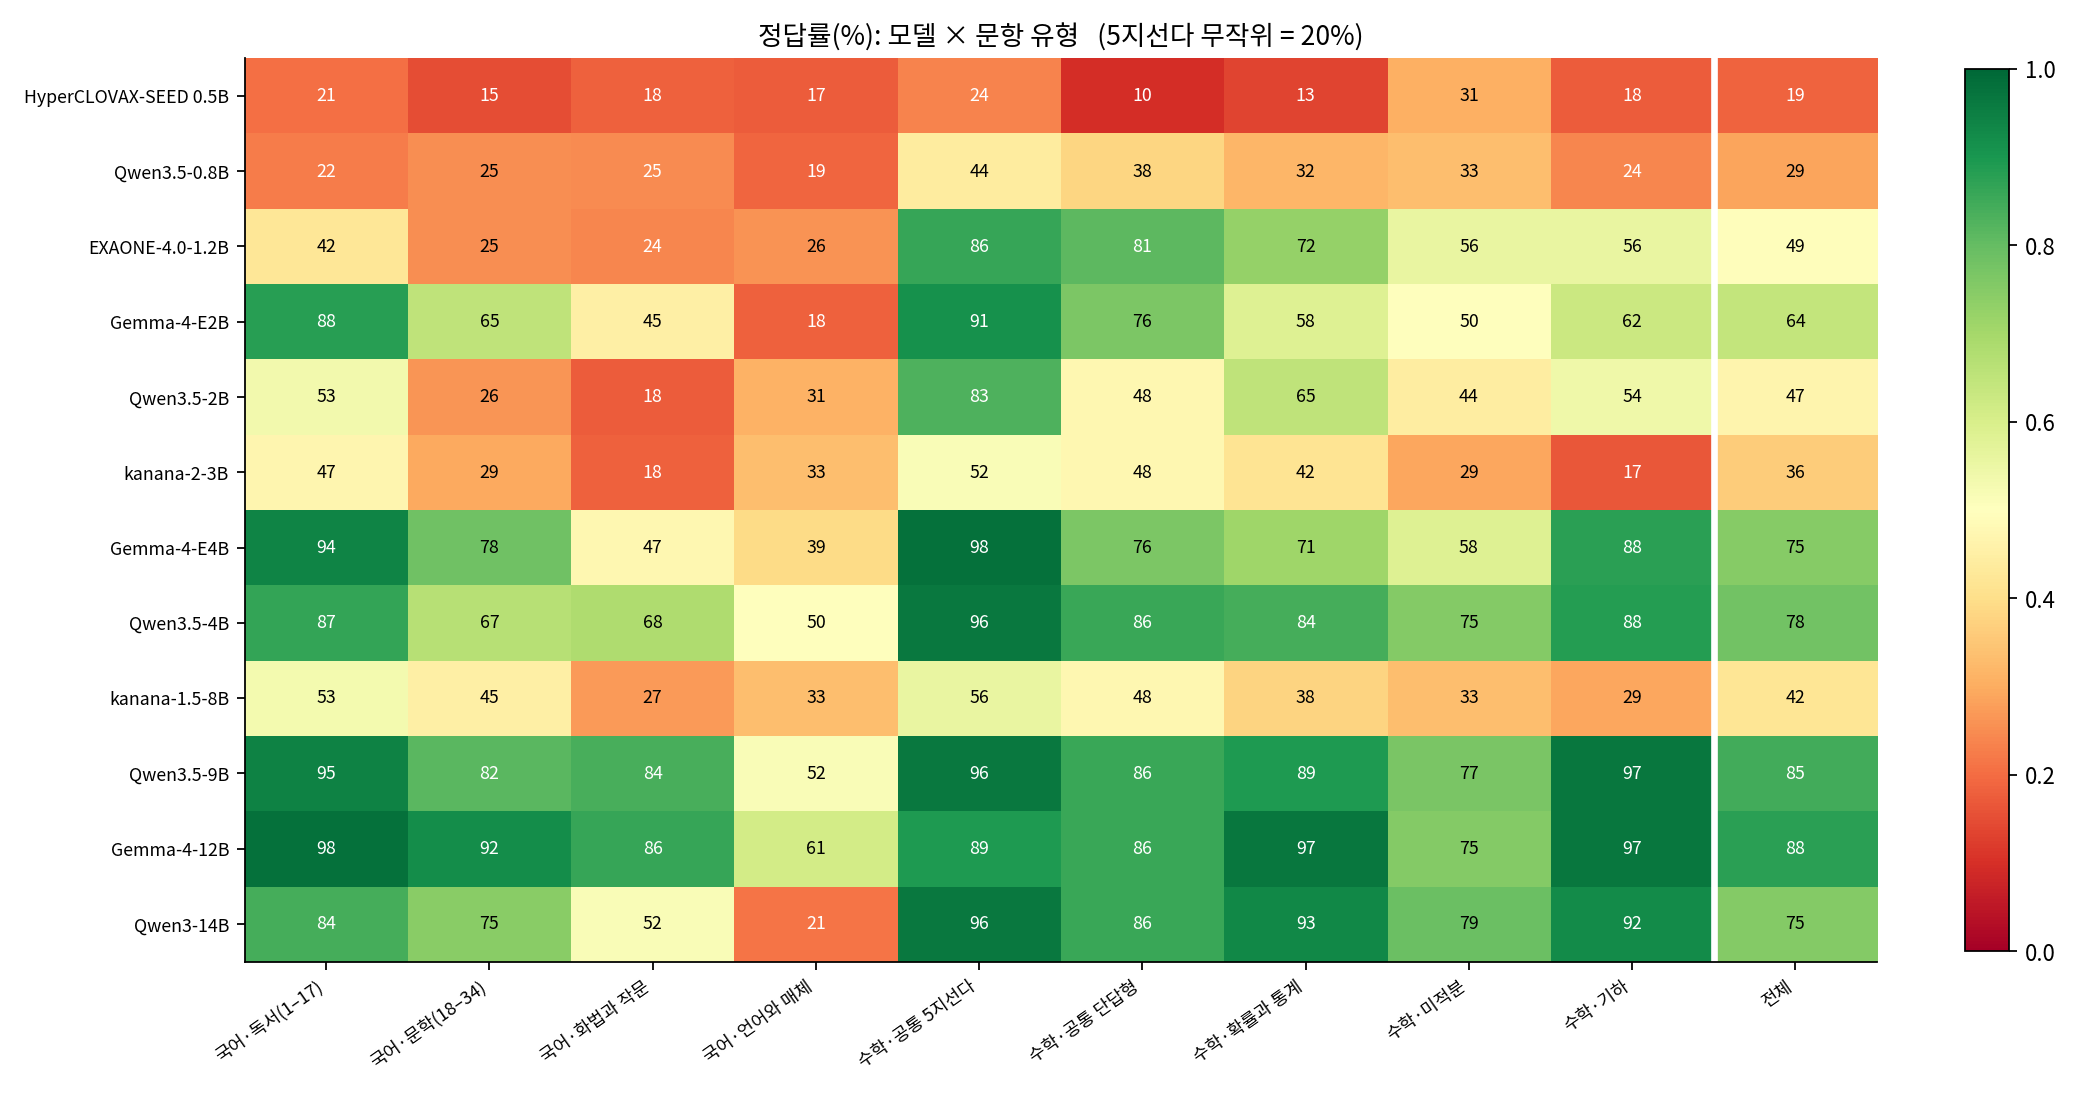 정답률(%): 모델 × 문항 유형 (5지선다 무작위 = 20%)
HyperCLOVAX-SEED 0.5B 21 15 18 17 24 10 13 31 18 19
Qwen3.5-0.8B 22 25 25 19 44 38 32 33 24 29
EXAONE-4.0-1.2B 42 25 24 26 86 81 72 56 56 49
Gemma-4-E2B 88 65 45 18 91 76 58 50 62 64
Qwen3.5-2B 53 26 18 31 83 48 65 44 54 47
kanana-2-3B 47 29 18 33 52 48 42 29 17 36
Gemma-4-E4B 94 78 47 39 98 76 71 58 88 75
Qwen3.5-4B 87 67 68 50 96 86 84 75 88 78
kanana-1.5-8B 53 45 27 33 56 48 38 33 29 42
Qwen3.5-9B 95 82 84 52 96 86 89 77 97 85
Gemma-4-12B 98 92 86 61 89 86 97 75 97 88
Qwen3-14B 84 75 52 21 96 86 93 79 92 75
국어·독서(1–17) 국어·문학(18–34) 국어·화법과 작문 국어·언어와 매체 수학·공통 5지선다 수학·공통 단답형 수학·확률과 통계 수학·미적분 수학·기하 전체
1.0
0.8
0.6
0.4
0.2
0.0